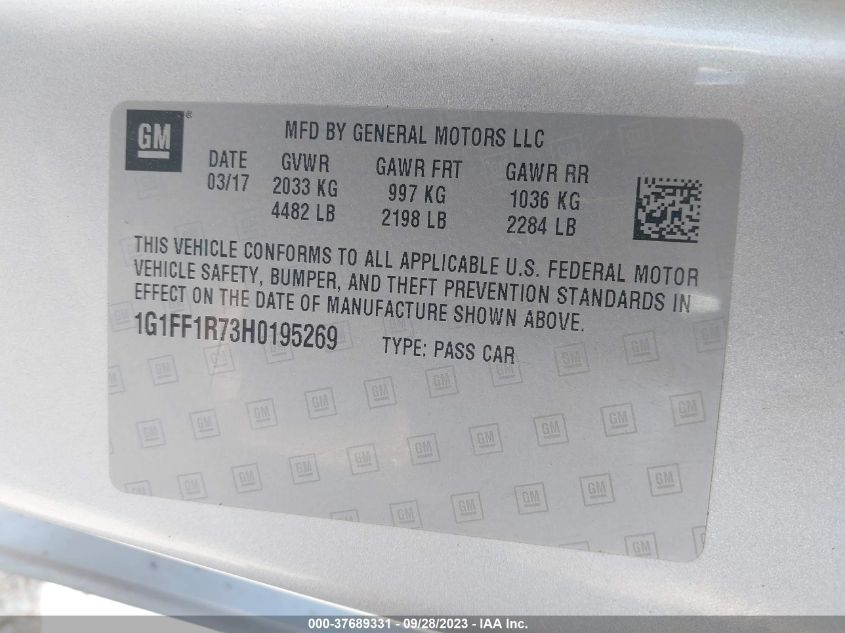 GM
MFD BY GENERAL MOTORS LLC
DATE GVWR GAWR FRT GAWR RR
03/17 2033 KG 997 KG 1036 KG
4482 LB 2198 LB 2284 LB
THIS VEHICLE CONFORMS TO ALL APPLICABLE U.S. FEDERAL MOTOR
VEHICLE SAFETY, BUMPER, AND THEFT PREVENTION STANDARDS IN
EFFECT ON THE DATE OF MANUFACTURE SHOWN ABOVE.
1G1FF1R73H0195269 TYPE: PASS CAR
000-37689331 - 09/28/2023 - IAA Inc.